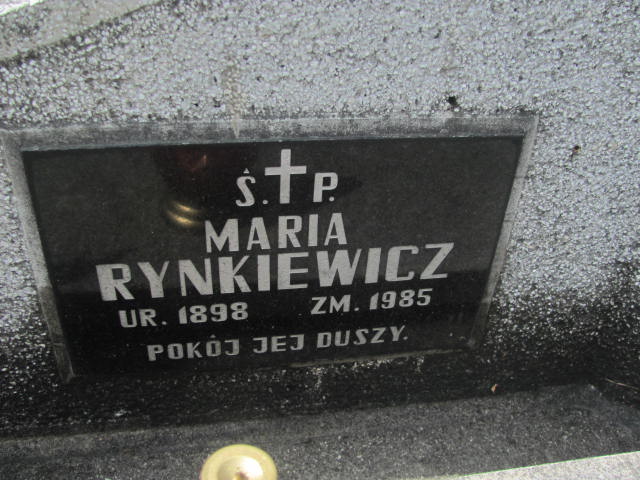 Ś. P.
MARIA
RYNKIEWICZ
UR. 1898 ZM. 1985
POKÓJ JEJ DUSZY.